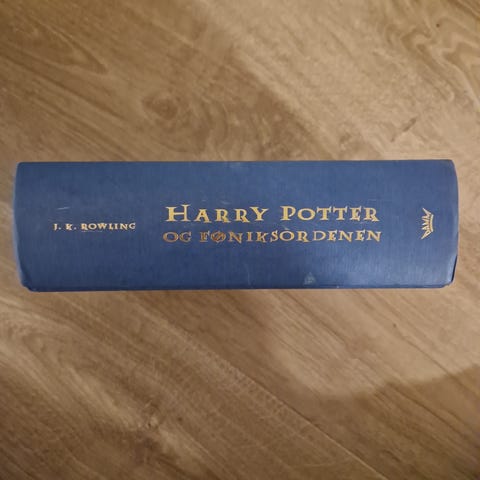 J. K. ROWLING
HARRY POTTER
OG FØNIKSORDENEN